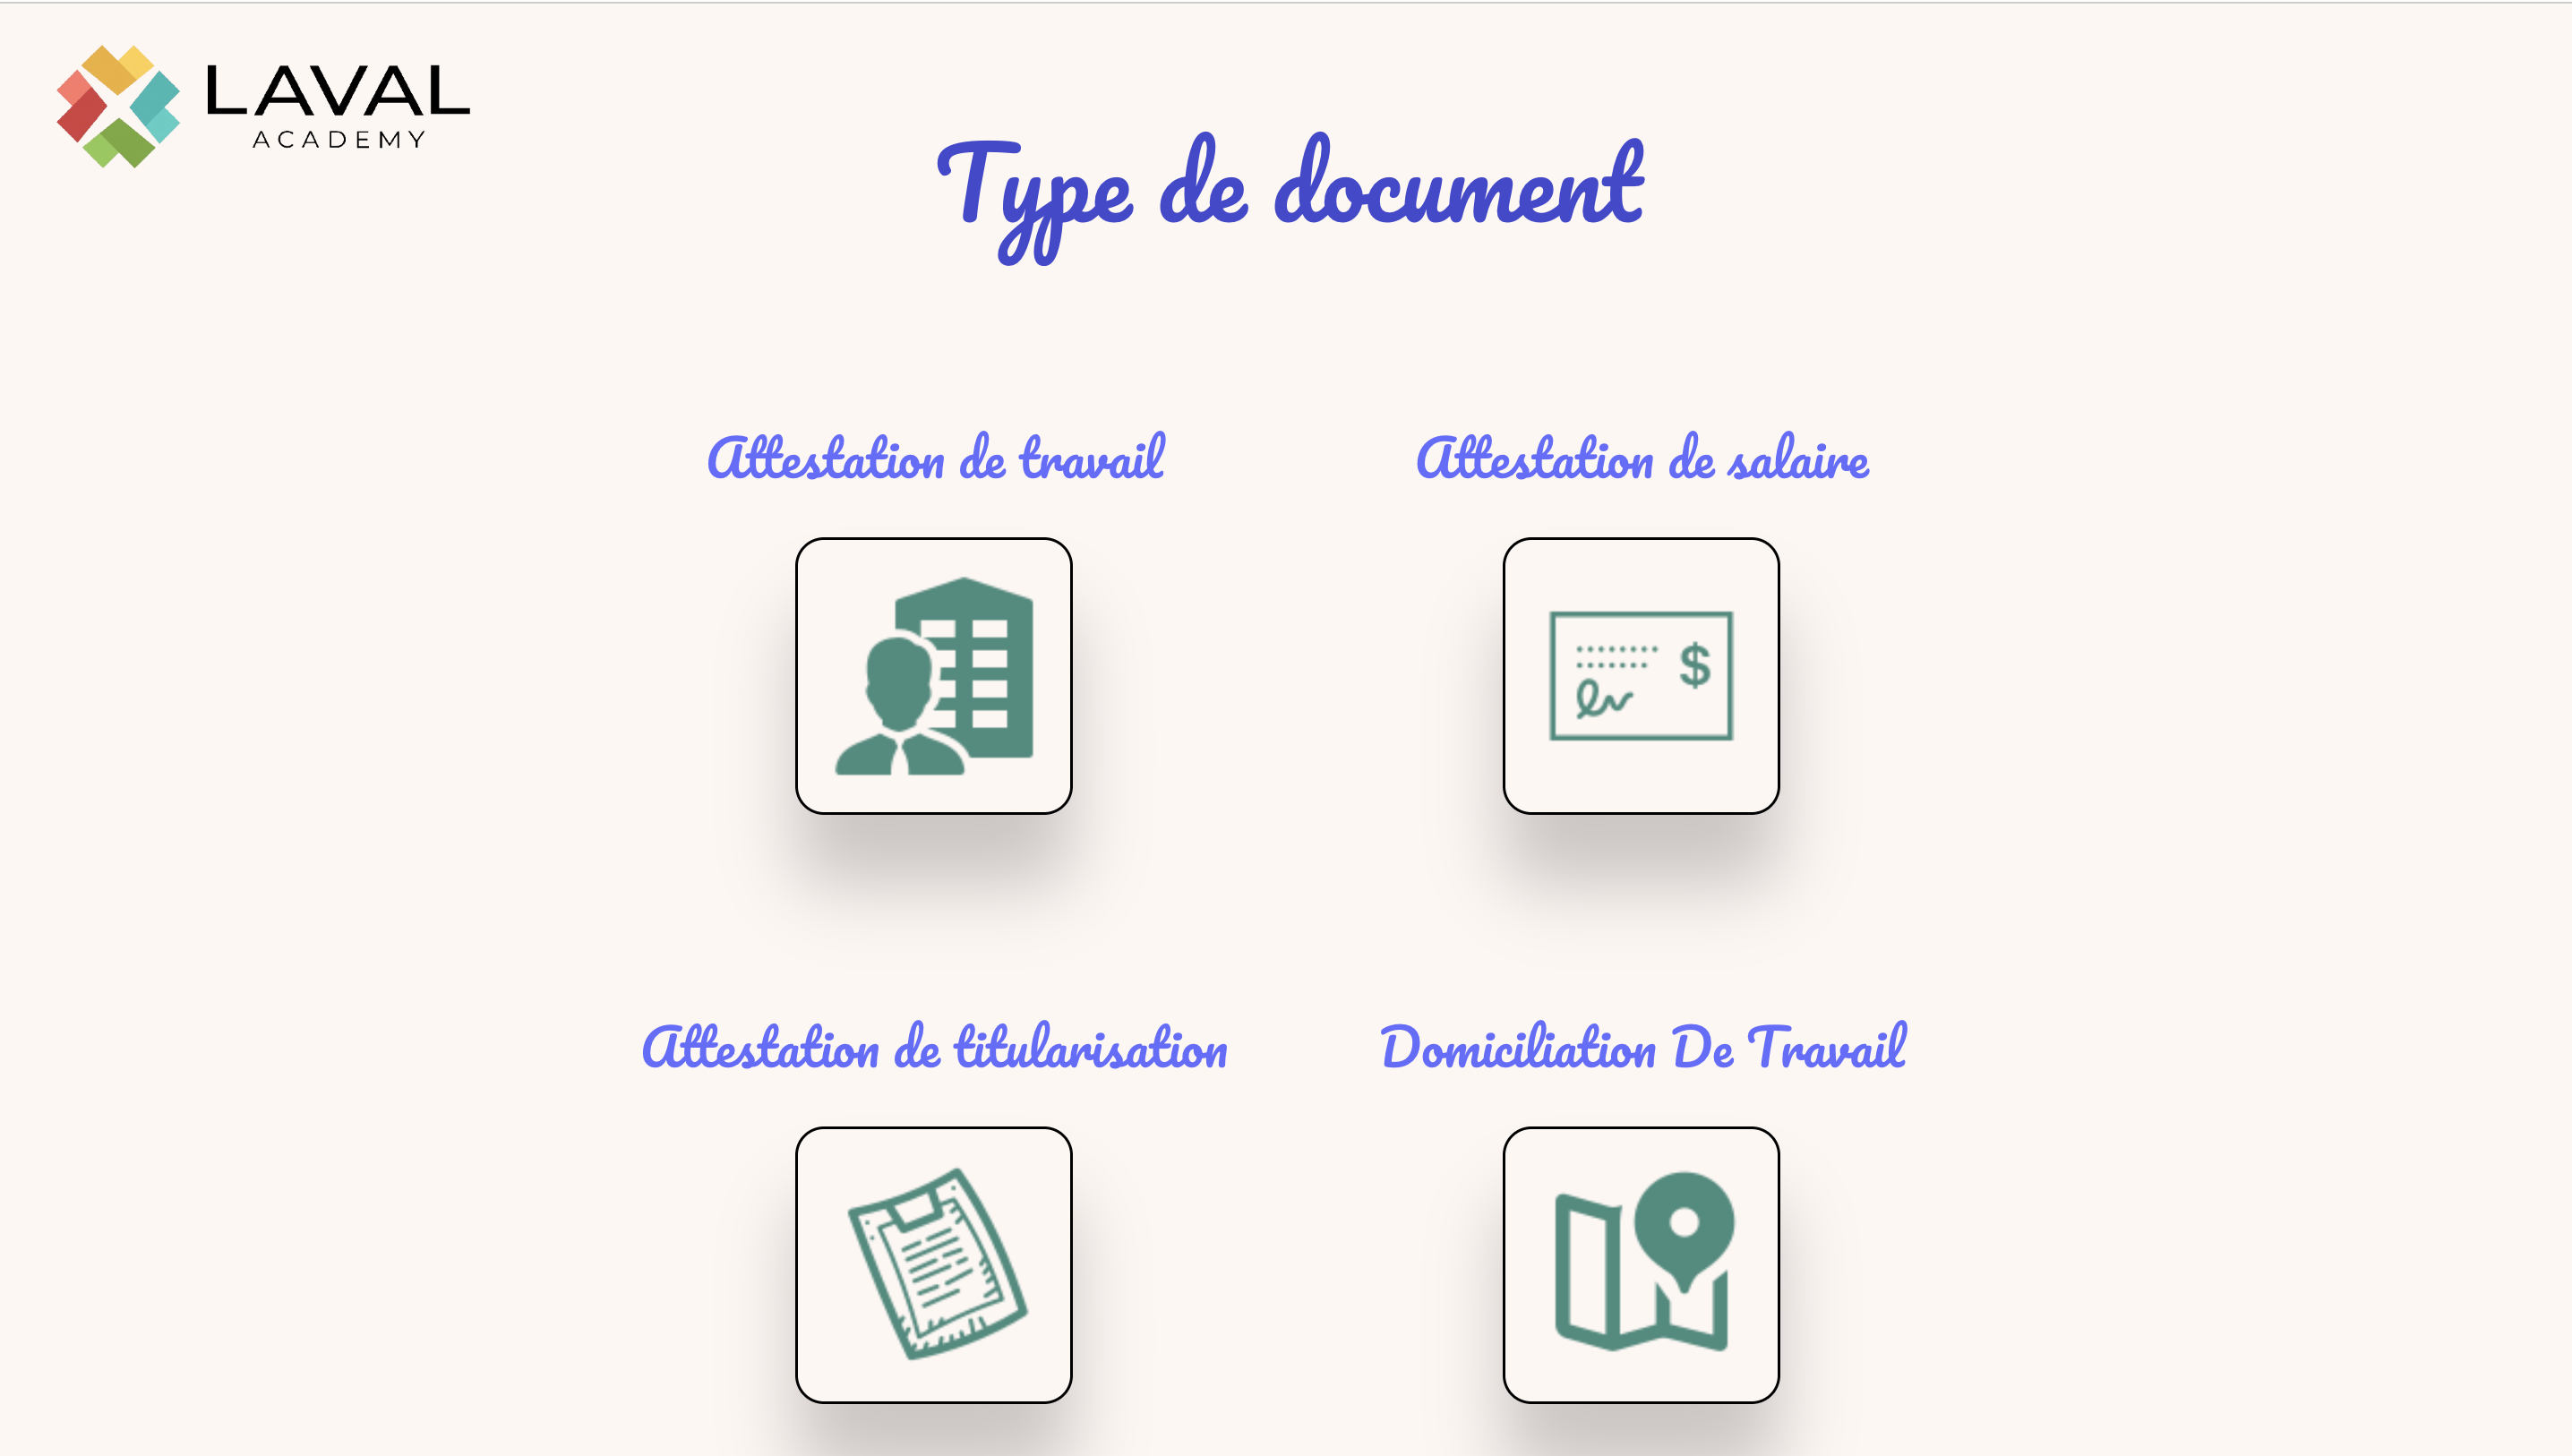 LAVAL
ACADEMY
Type de document
Attestation de travail
Attestation de salaire
$
Attestation de titularisation
Domiciliation De Travail